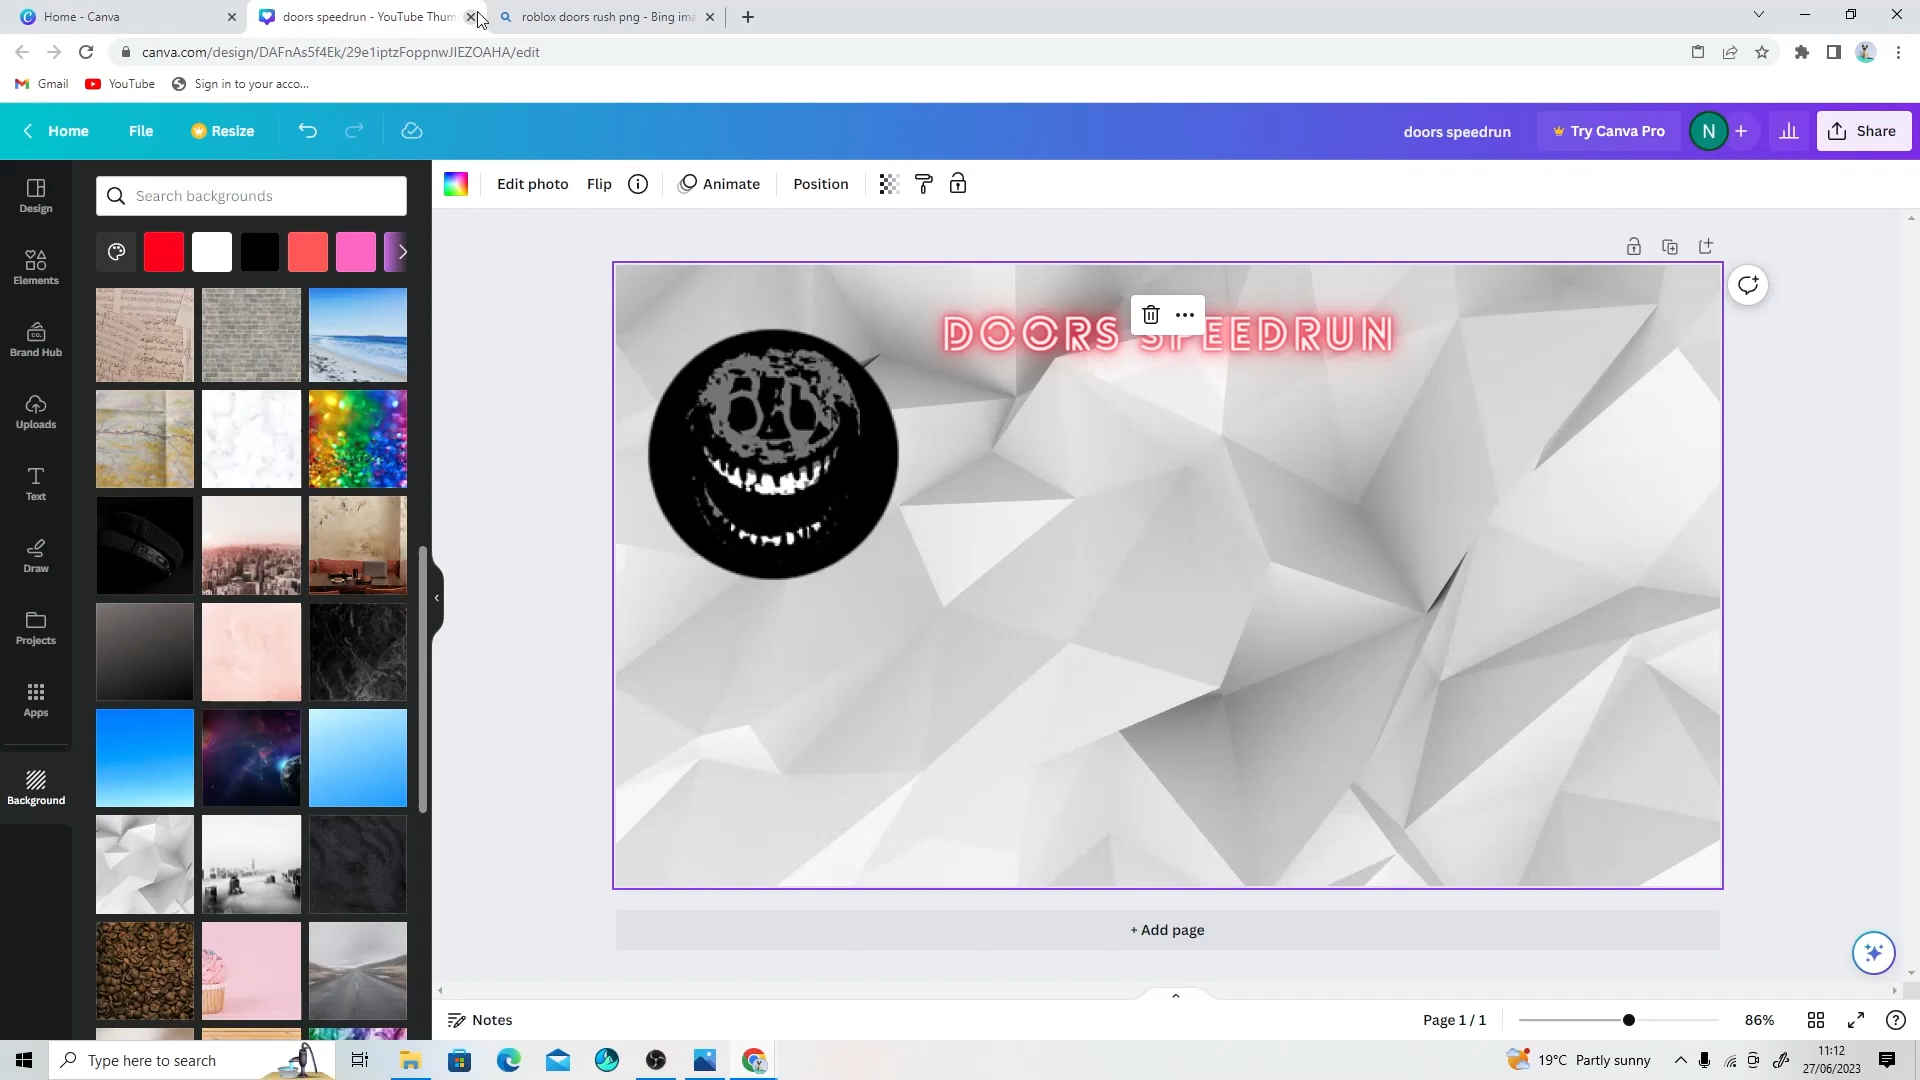 Home - Canva
doors speedrun - YouTube Thum
roblox doors rush png - Bing ima
canva.com/design/DAFnAs5f4Ek/29e1iptzFoppnwJIEZOAHA/edit
Gmail
YouTube
Sign in to your acco...
Home
File
Resize
doors speedrun
Try Canva Pro
N
Share
Search backgrounds
Edit photo
Flip
Animate
Position
Design
Elements
Brand Hub
Uploads
Text
Draw
Projects
Apps
Background
DOORS SPEEDRUN
+ Add page
Notes
Page 1 / 1
86%
Type here to search
19°C Partly sunny
11:12
27/06/2023